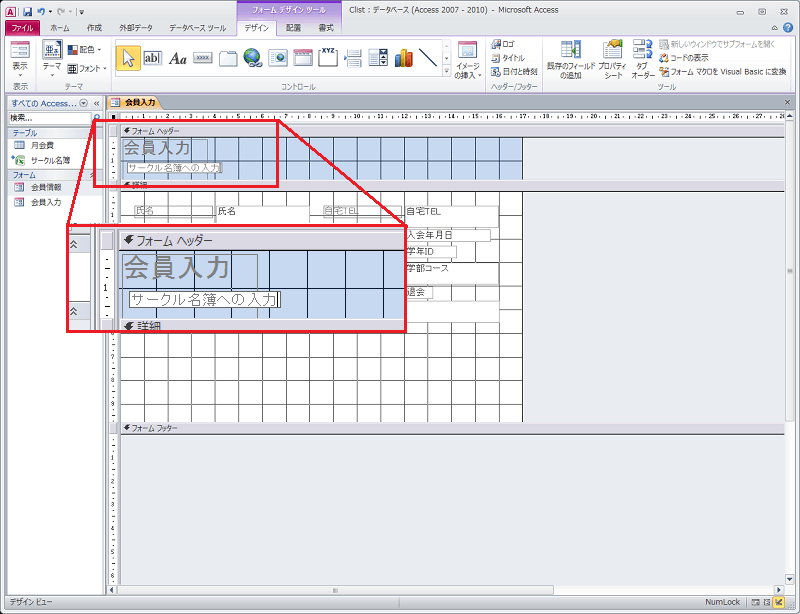 フォーム デザイン ツール
Clist : データベース (Access 2007 - 2010) - Microsoft Access
ファイル ホーム 作成 外部データ データベース ツール デザイン 配置 書式
表示
表示
テーマ
配色
フォント
テーマ
ab|
Aa
xxxx
XYZ
コントロール
イメージ
の挿入
ロゴ
タイトル
日付と時刻
ヘッダー/フッター
既存のフィールド
の追加
プロパティ
シート
タブ
オーダー
新しいウィンドウでサブフォームを開く
コードの表示
フォーム マクロを Visual Basic に変換
ツール
すべての Access...
検索...
テーブル
月会費
サークル名簿
フォーム
会員情報
会員入力
会員入力
フォーム ヘッダー
会員入力
サークル名簿への入力
詳細
氏名 氏名 自宅TEL 自宅TEL
入会年月日
学年ID
学部コース
退会
フォーム ヘッダー
会員入力
サークル名簿への入力
詳細
フォーム フッター
デザイン ビュー
NumLock